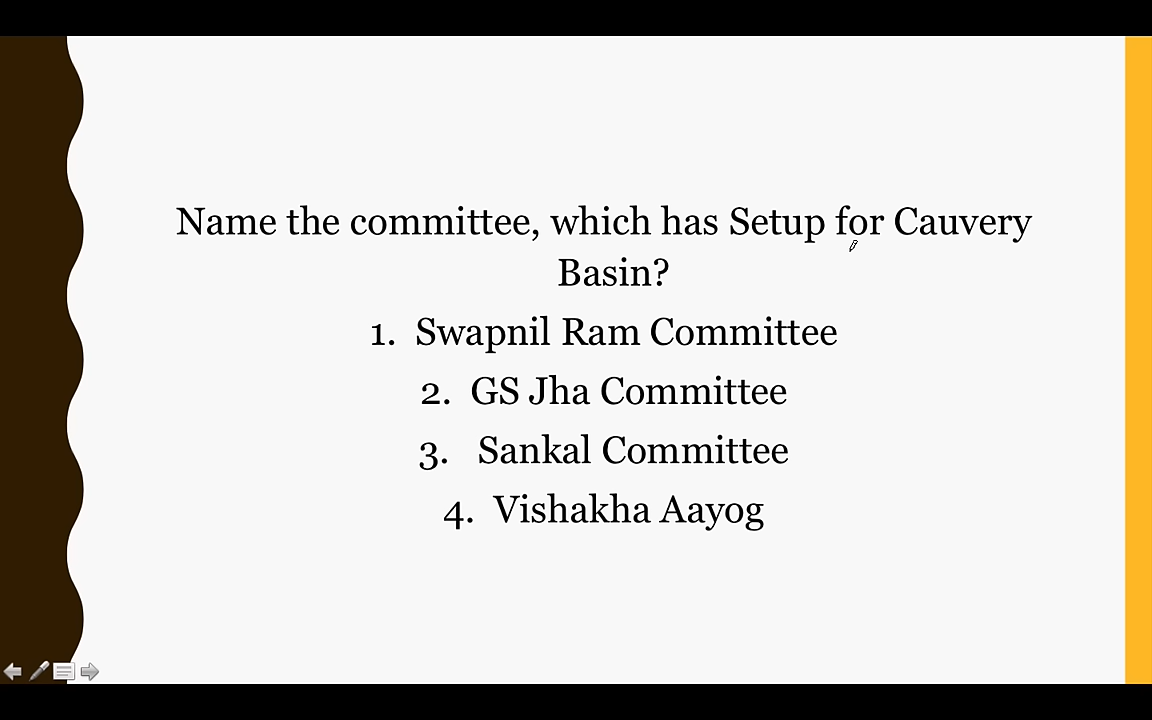 Name the committee, which has Setup for Cauvery
Basin?
1. Swapnil Ram Committee
2. GS Jha Committee
3. Sankal Committee
4. Vishakha Aayog